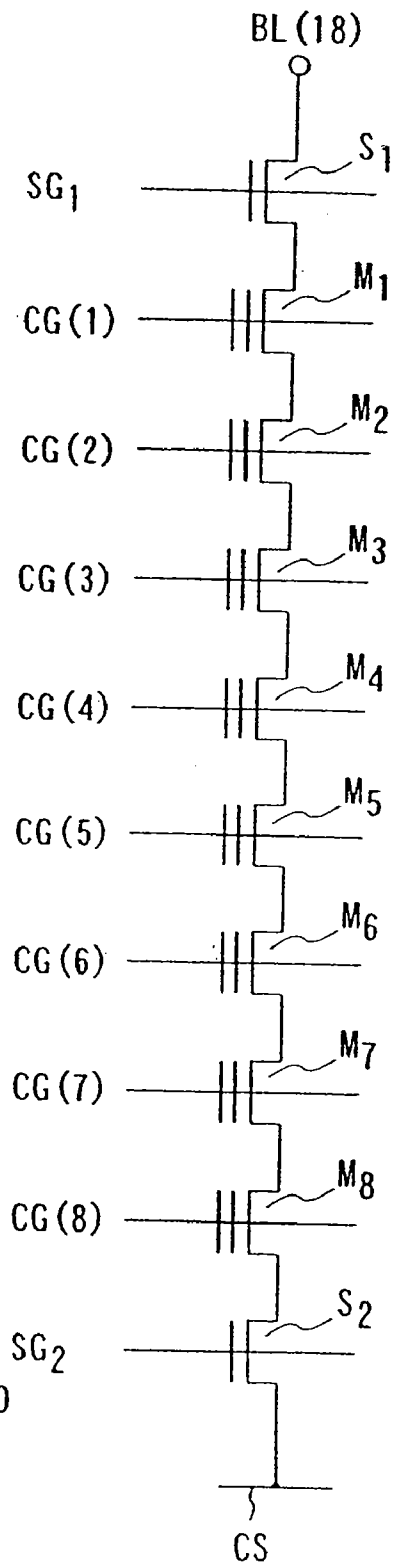 BL(18)
S₁
SG₁
M₁
CG(1)
M₂
CG(2)
M₃
CG(3)
M₄
CG(4)
M₅
CG(5)
M₆
CG(6)
M₇
CG(7)
M₈
CG(8)
S₂
SG₂
CS